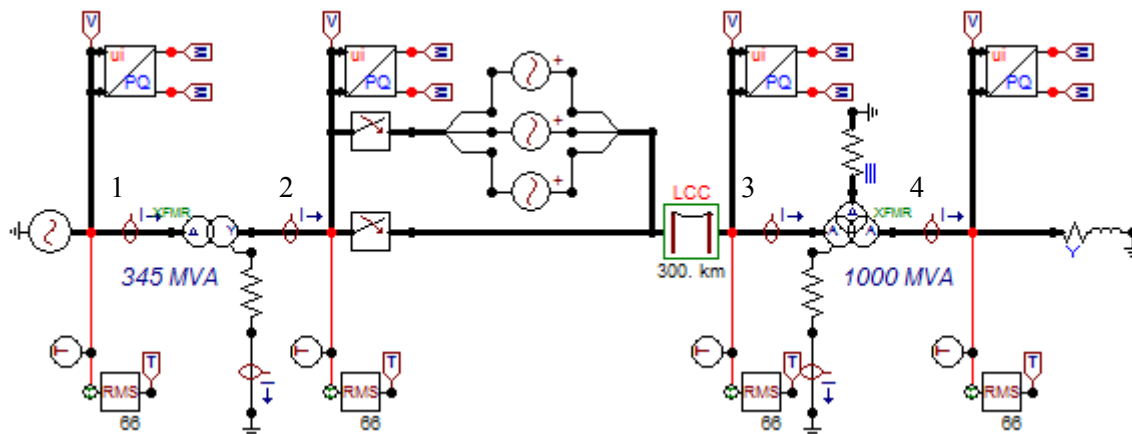 V V V V
ui ui ui ui
PQ PQ PQ PQ
M M M M
M M M M
+
+
+
1 I XFMR 2 I LCC 3 I III XFMR 4 I
Δ Y Δ A A Y
345 MVA 300. km 1000 MVA
T T T T
RMS I RMS RMS I RMS
66 66 66 66